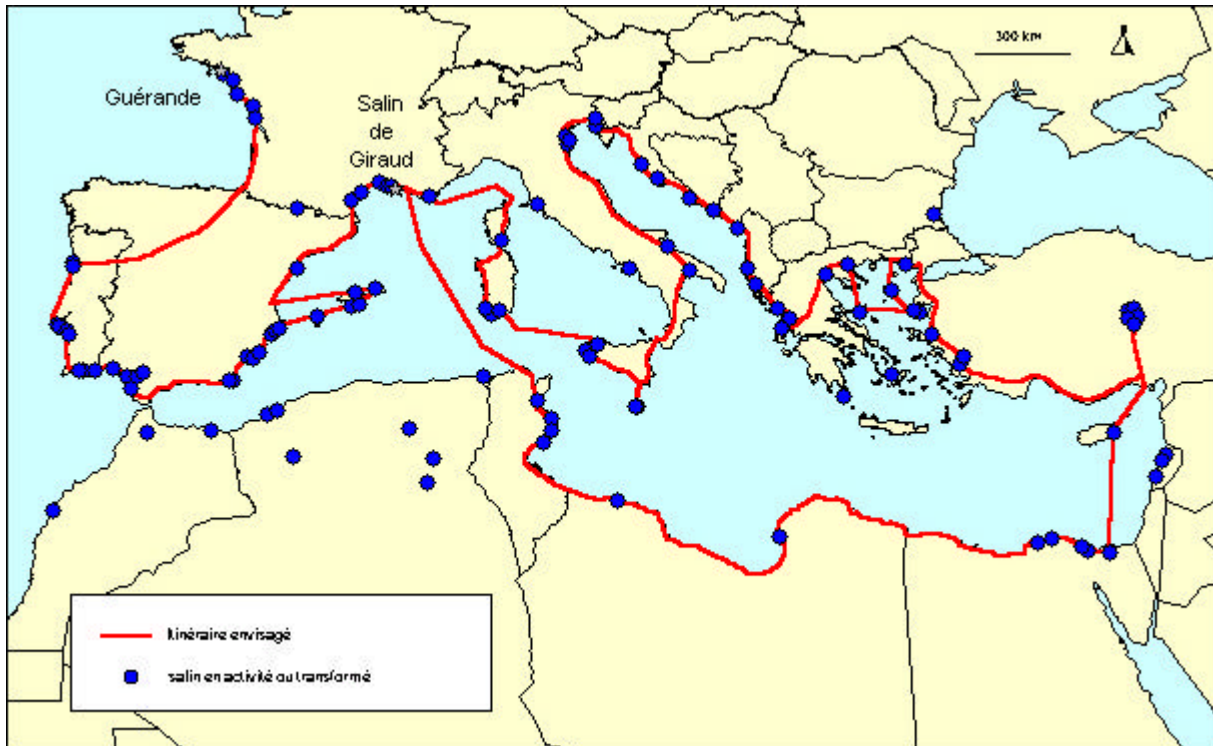 300 km
Guérande
Salin
de
Giraud
Itinéraire envisagé
salin en activité ou transformé